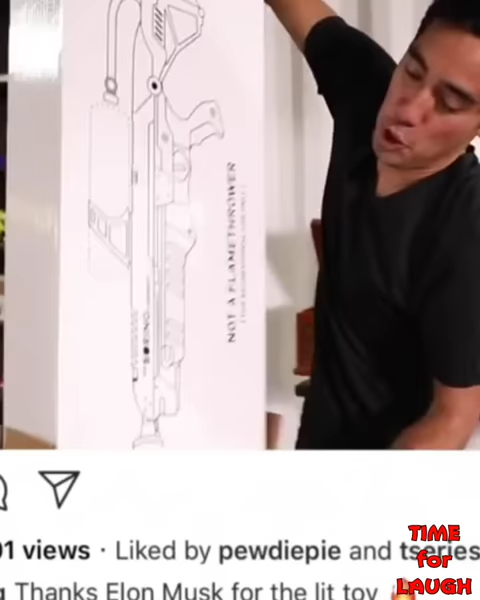 NOT A FLAMETHROWER
BORING
01 views · Liked by pewdiepie and tseries
g Thanks Elon Musk for the lit toy
TIME
for
LAUGH